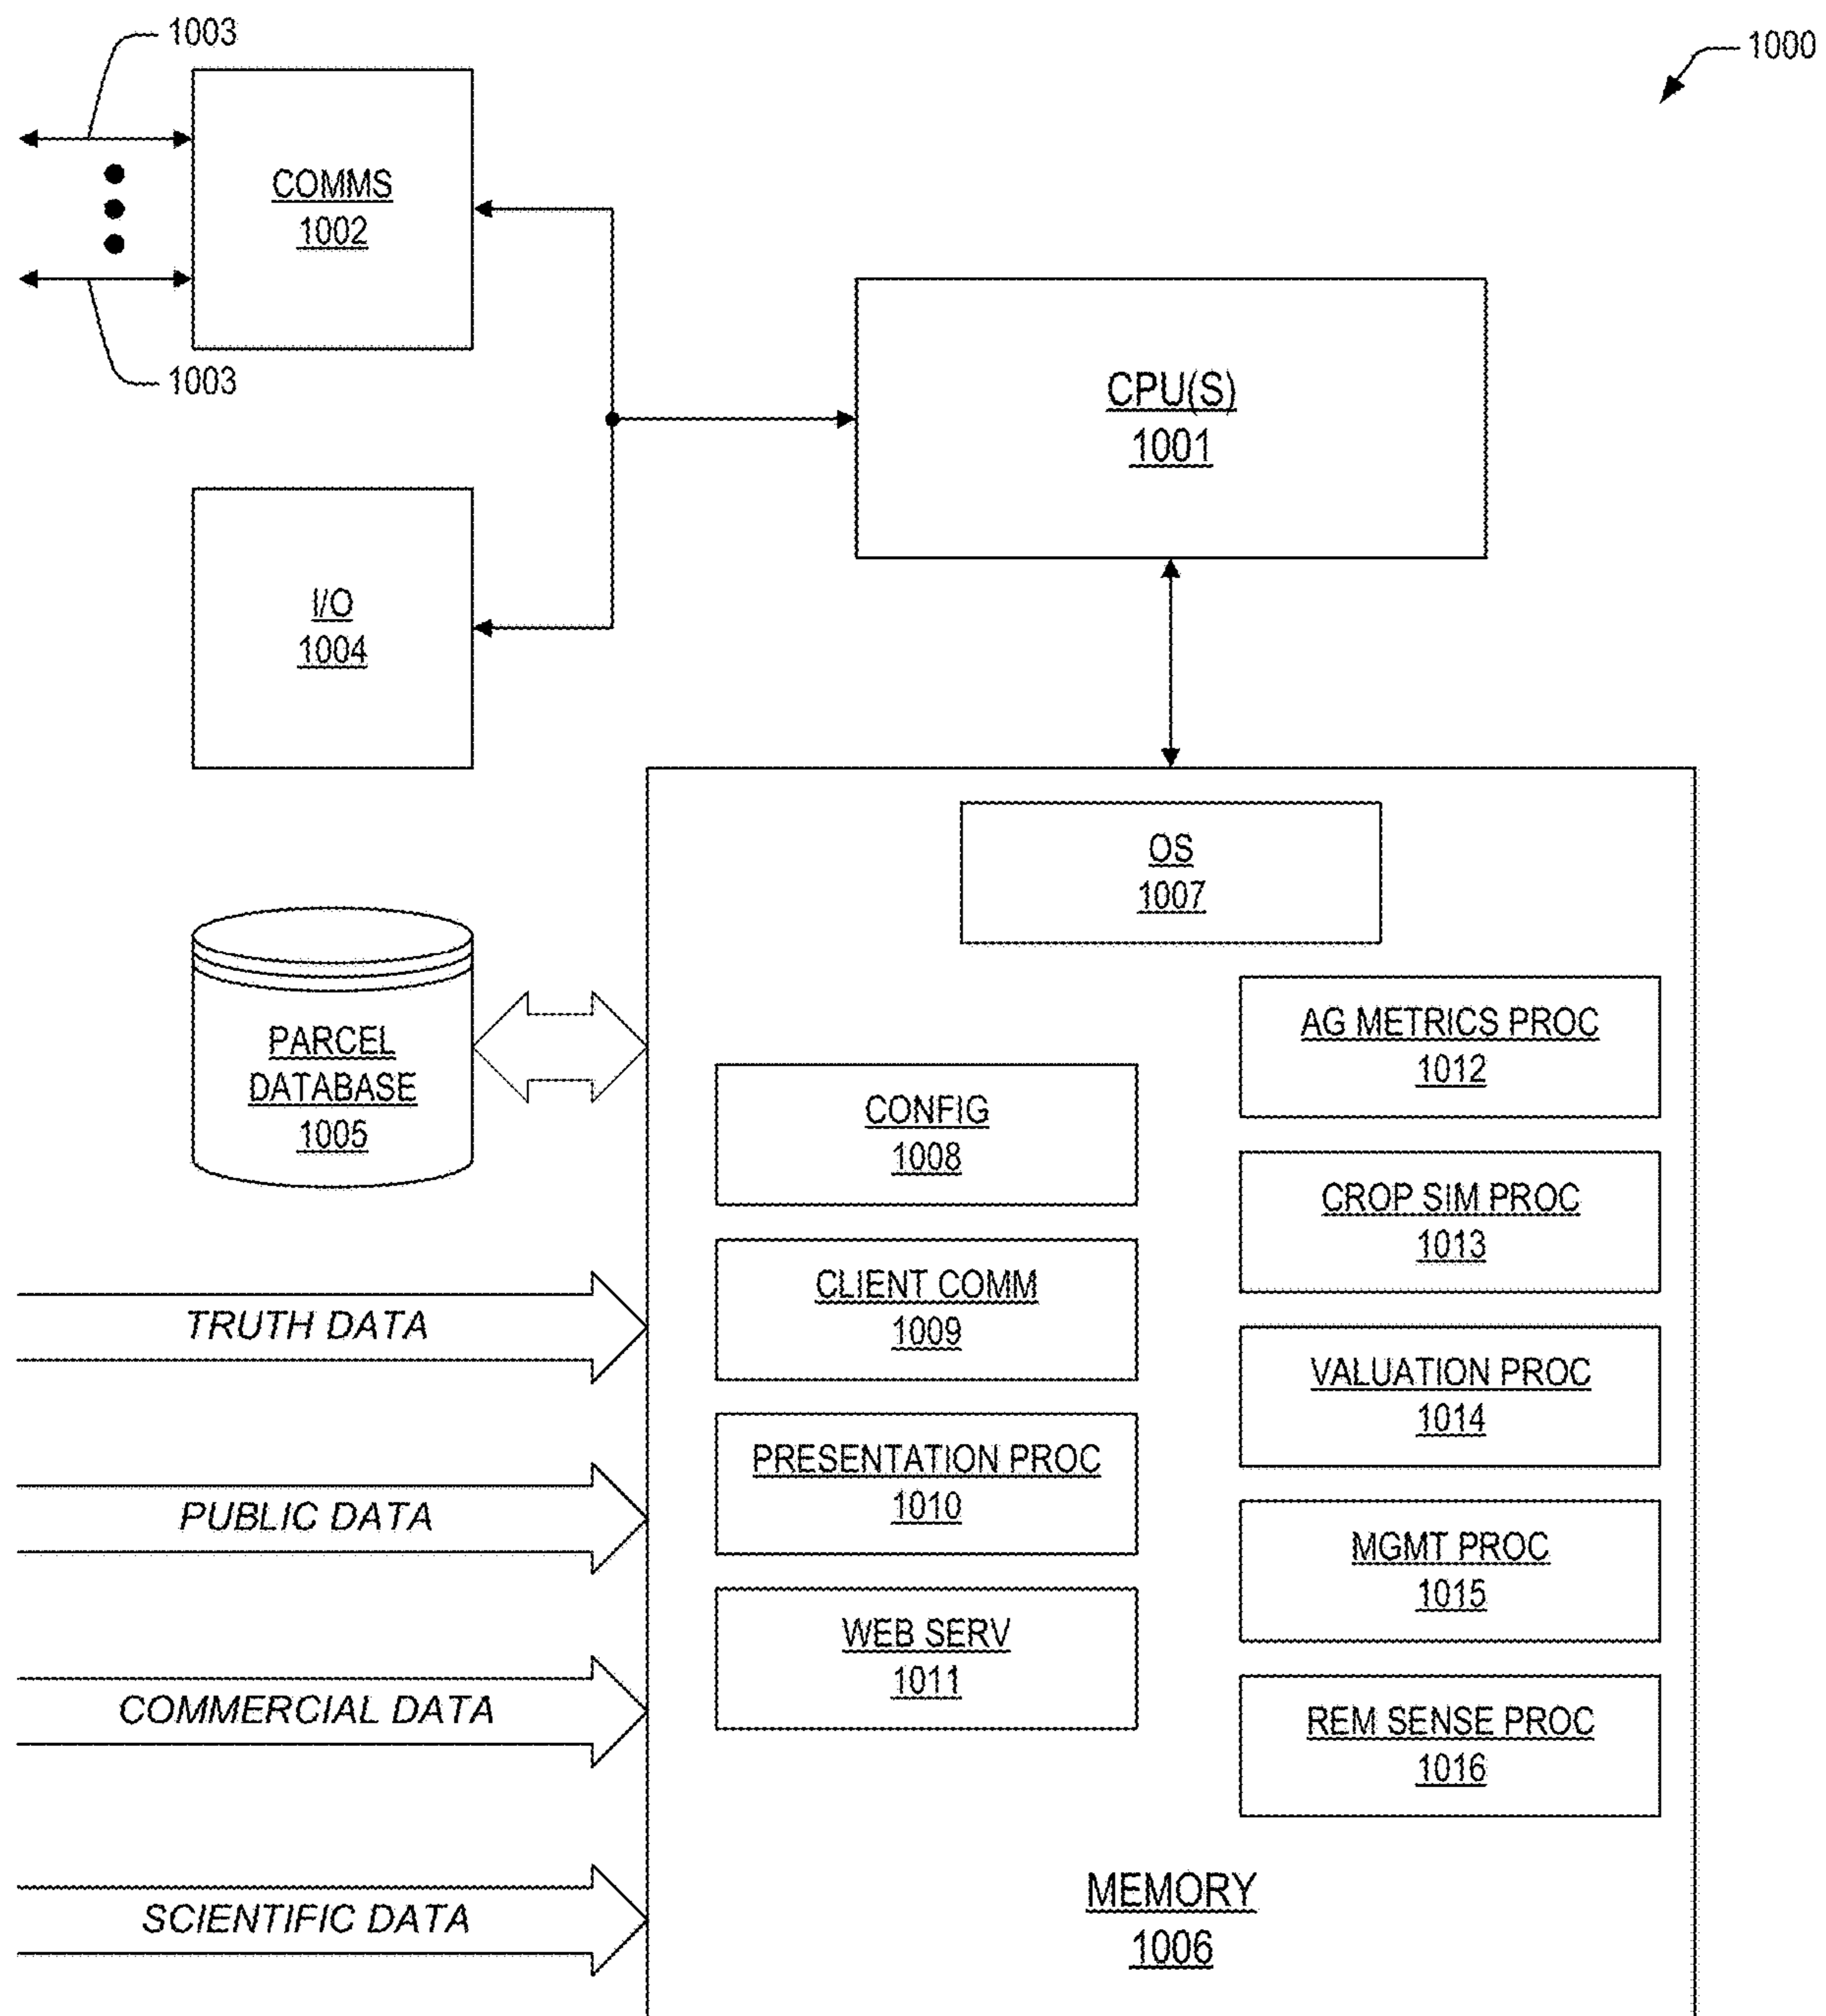 1003
1000
COMMS
1002
1003
CPU(S)
1001
I/O
1004
OS
1007
PARCEL
DATABASE
1005
CONFIG
1008
CLIENT COMM
1009
PRESENTATION PROC
1010
WEB SERV
1011
AG METRICS PROC
1012
CROP SIM PROC
1013
VALUATION PROC
1014
MGMT PROC
1015
REM SENSE PROC
1016
TRUTH DATA
PUBLIC DATA
COMMERCIAL DATA
SCIENTIFIC DATA
MEMORY
1006